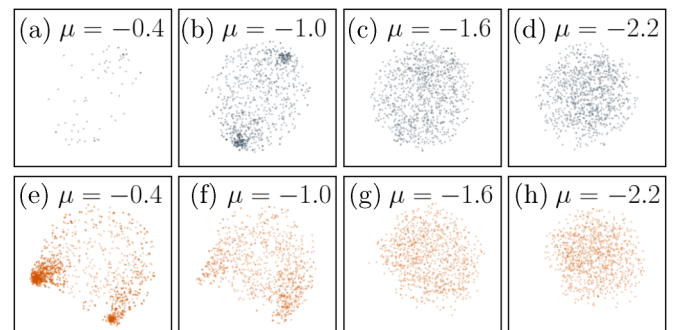 (a) μ = −0.4
(b) μ = −1.0
(c) μ = −1.6
(d) μ = −2.2
(e) μ = −0.4
(f) μ = −1.0
(g) μ = −1.6
(h) μ = −2.2